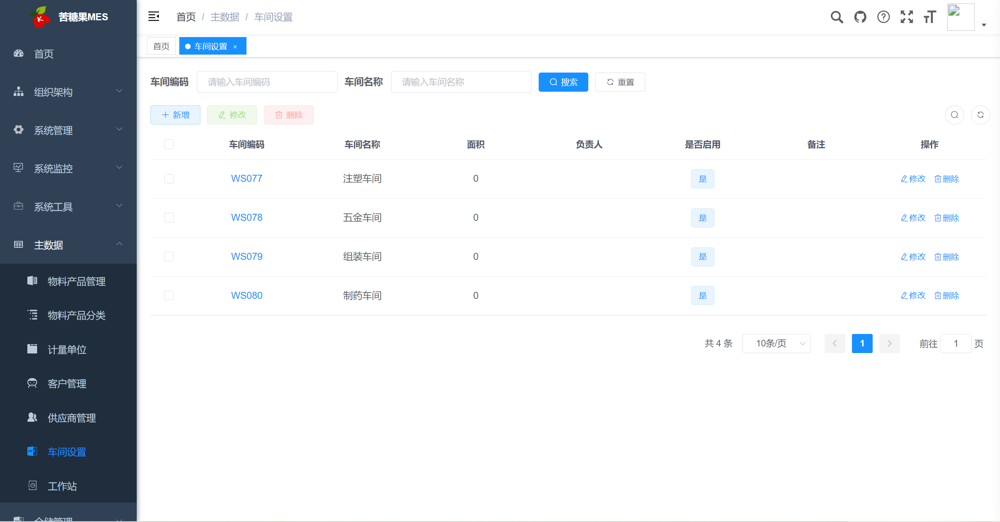 苦糖果MES
首页
组织架构
系统管理
系统监控
系统工具
主数据
物料产品管理
物料产品分类
计量单位
客户管理
供应商管理
ZIP 车间设置
工作站
仓储管理
首页 / 主数据 / 车间设置
首页 车间设置 ×
车间编码 请输入车间编码 车间名称 请输入车间名称 搜索 重置
新增 修改 删除
车间编码 车间名称 面积 负责人 是否启用 备注 操作
WS077 注塑车间 0 是 修改 删除
WS078 五金车间 0 是 修改 删除
WS079 组装车间 0 是 修改 删除
WS080 制药车间 0 是 修改 删除
共 4 条 10条/页 1 前往 1 页